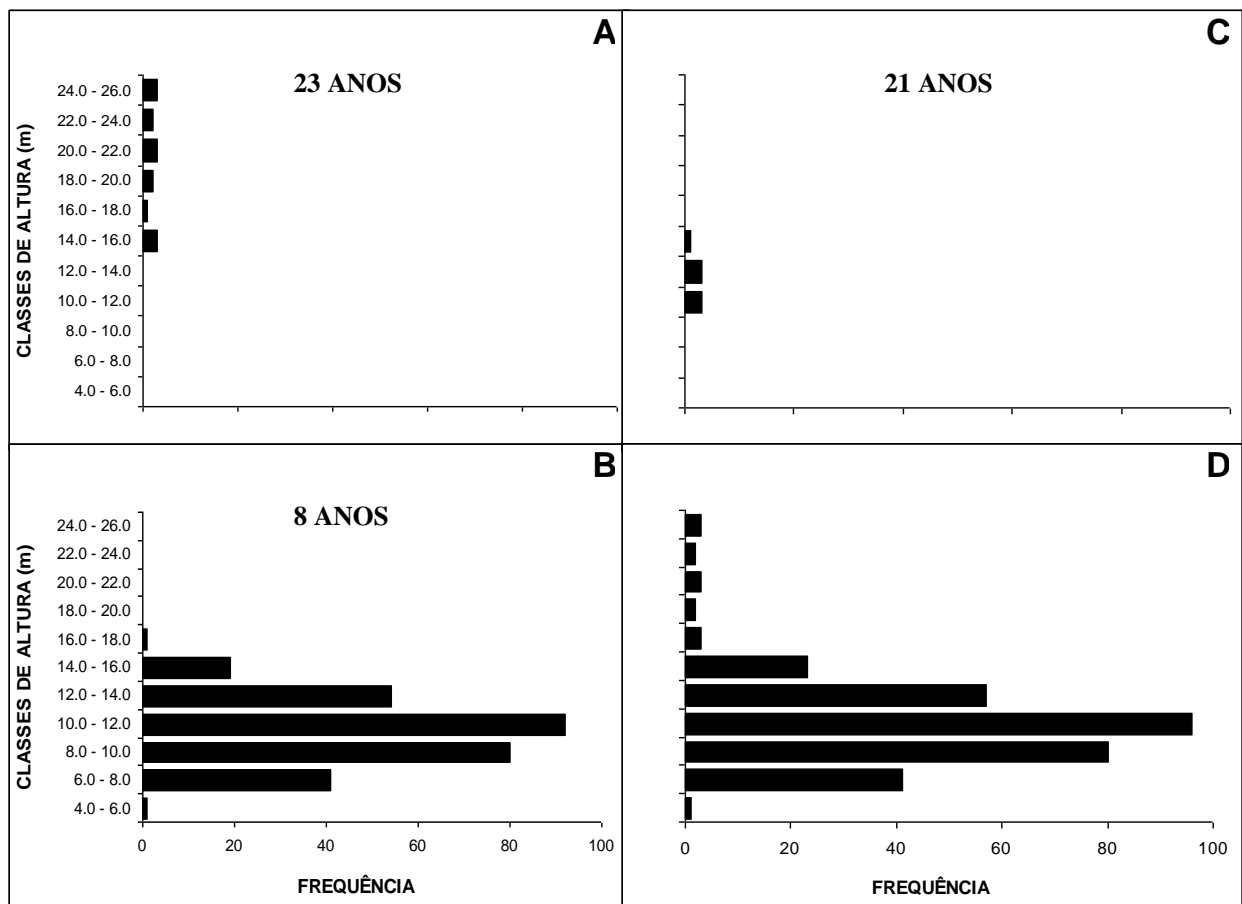 A
23 ANOS
CLASSES DE ALTURA (m)
24.0 - 26.0
22.0 - 24.0
20.0 - 22.0
18.0 - 20.0
16.0 - 18.0
14.0 - 16.0
12.0 - 14.0
10.0 - 12.0
8.0 - 10.0
6.0 - 8.0
4.0 - 6.0
C
21 ANOS
B
8 ANOS
CLASSES DE ALTURA (m)
24.0 - 26.0
22.0 - 24.0
20.0 - 22.0
18.0 - 20.0
16.0 - 18.0
14.0 - 16.0
12.0 - 14.0
10.0 - 12.0
8.0 - 10.0
6.0 - 8.0
4.0 - 6.0
0 20 40 60 80 100
FREQUÊNCIA
D
0 20 40 60 80 100
FREQUÊNCIA